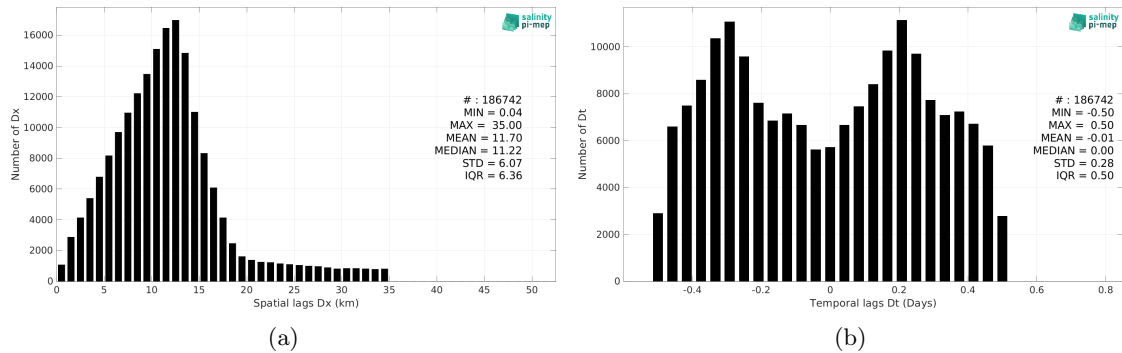 salinity
pi-mep
16000
14000
12000
10000
8000
6000
4000
2000
0
Number of Dx
# : 186742
MIN = 0.04
MAX = 35.00
MEAN = 11.70
MEDIAN = 11.22
STD = 6.07
IQR = 6.36
0 5 10 15 20 25 30 35 40 45 50
Spatial lags Dx (km)
(a)
salinity
pi-mep
10000
8000
6000
4000
2000
0
Number of Dt
# : 186742
MIN = -0.50
MAX = 0.50
MEAN = -0.01
MEDIAN = 0.00
STD = 0.28
IQR = 0.50
-0.4 -0.2 0 0.2 0.4 0.6 0.8
Temporal lags Dt (Days)
(b)